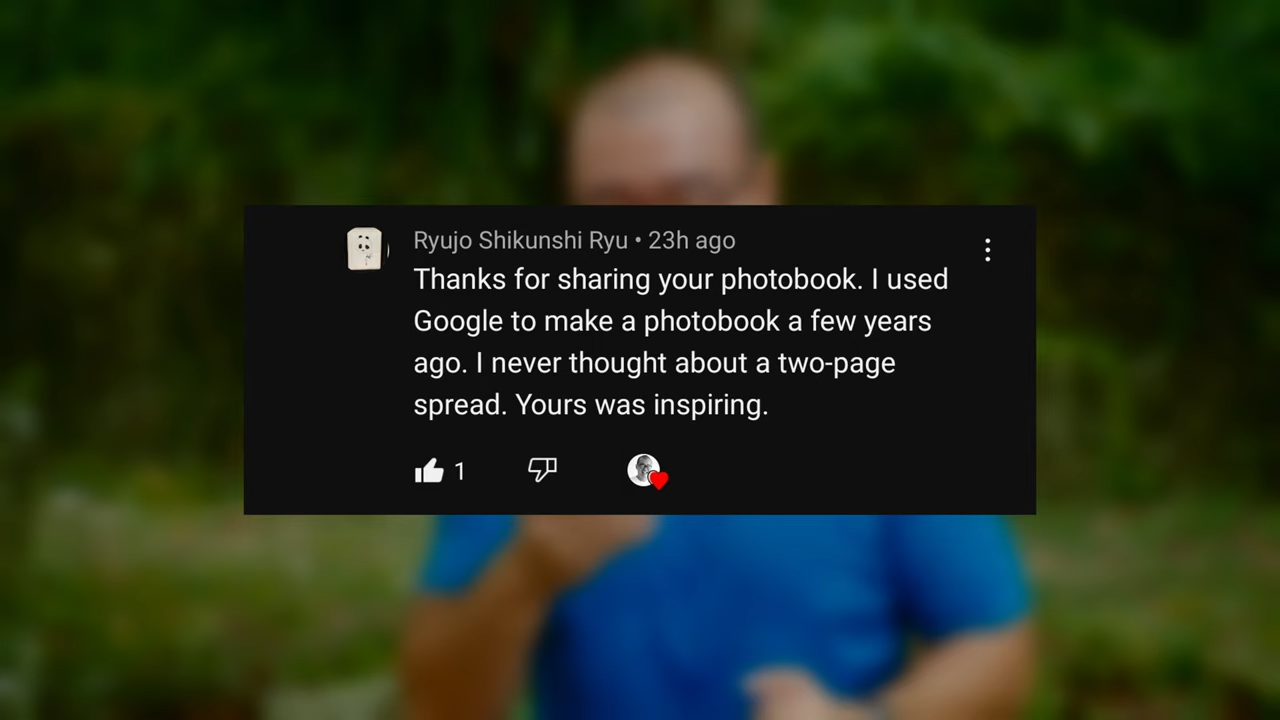 Ryujo Shikunshi Ryu • 23h ago
Thanks for sharing your photobook. I used
Google to make a photobook a few years
ago. I never thought about a two-page
spread. Yours was inspiring.
1